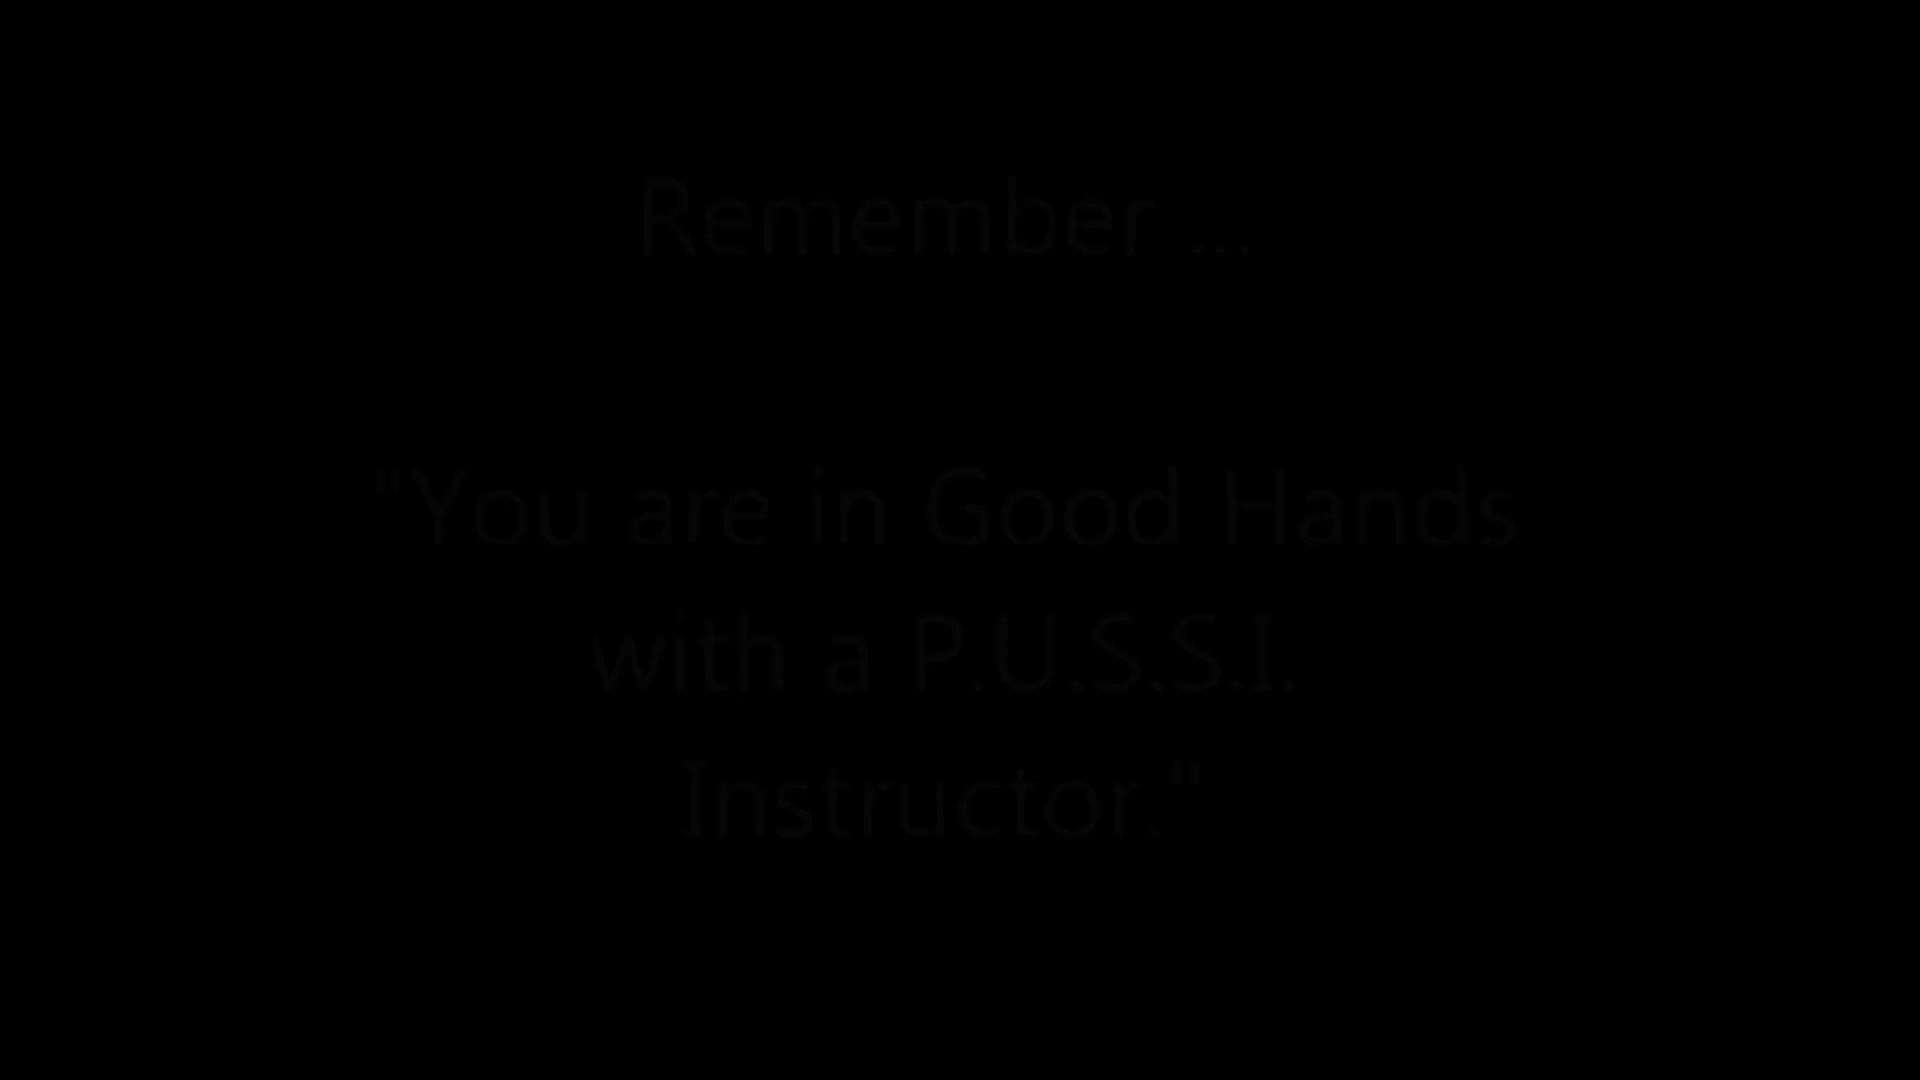 Remember ...
"You are in Good Hands
with a P.U.S.S.I.
Instructor."